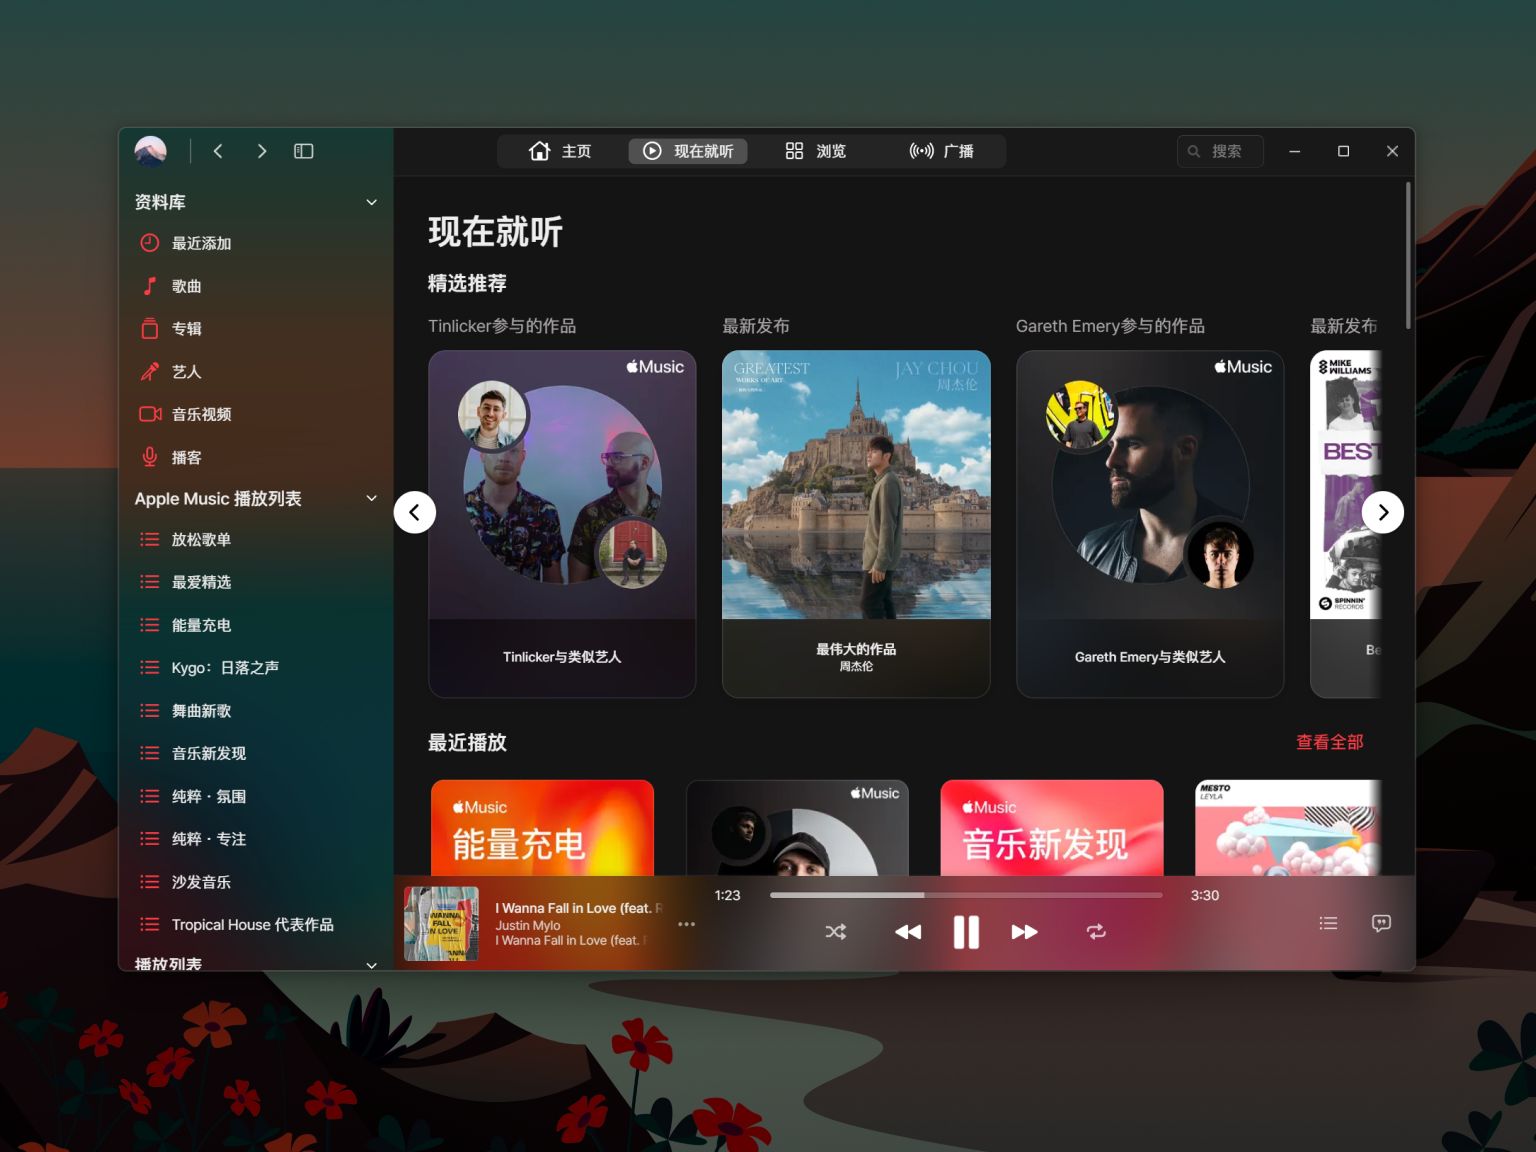 主页
现在就听
浏览
广播
搜索
资料库
最近添加
歌曲
专辑
艺人
音乐视频
播客
Apple Music 播放列表
放松歌单
最爱精选
能量充电
Kygo：日落之声
舞曲新歌
音乐新发现
纯粹 · 氛围
纯粹 · 专注
沙发音乐
Tropical House 代表作品
播放列表
现在就听
精选推荐
Tinlicker参与的作品
最新发布
Gareth Emery参与的作品
最新发布
Music
GREATEST
WORKS OF ART
JAY CHOU
周杰伦
Music
MIKE
WILLIAMS
BEST
SPINNIN'
RECORDS
Tinlicker与类似艺人
最伟大的作品
周杰伦
Gareth Emery与类似艺人
Be
最近播放
查看全部
Music
能量充电
Music
Music
音乐新发现
MESTO
LEYLA
I WANNA
FALL
IN LOVE
I Wanna Fall in Love (feat. R
Justin Mylo
I Wanna Fall in Love (feat.
1:23
3:30